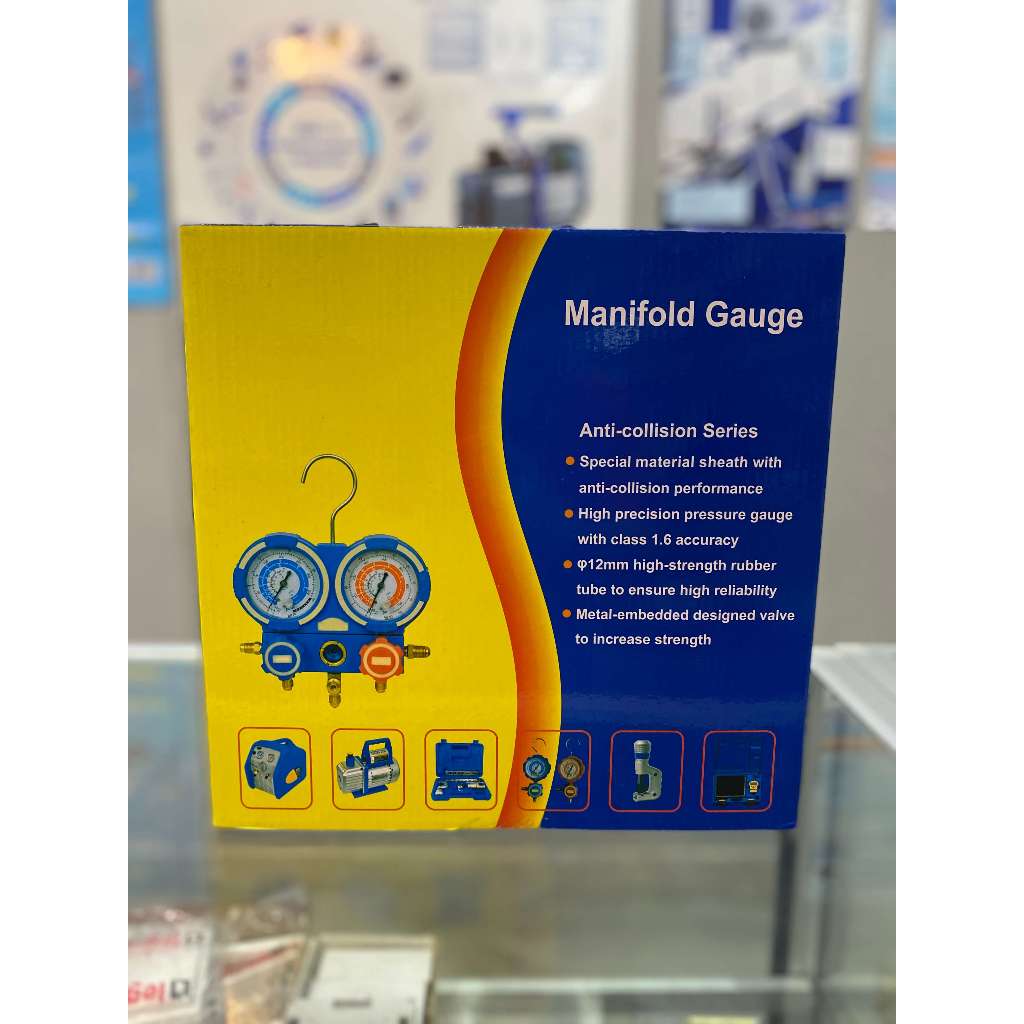 Manifold Gauge
Anti-collision Series
Special material sheath with
anti-collision performance
High precision pressure gauge
with class 1.6 accuracy
φ12mm high-strength rubber
tube to ensure high reliability
Metal-embedded designed valve
to increase strength